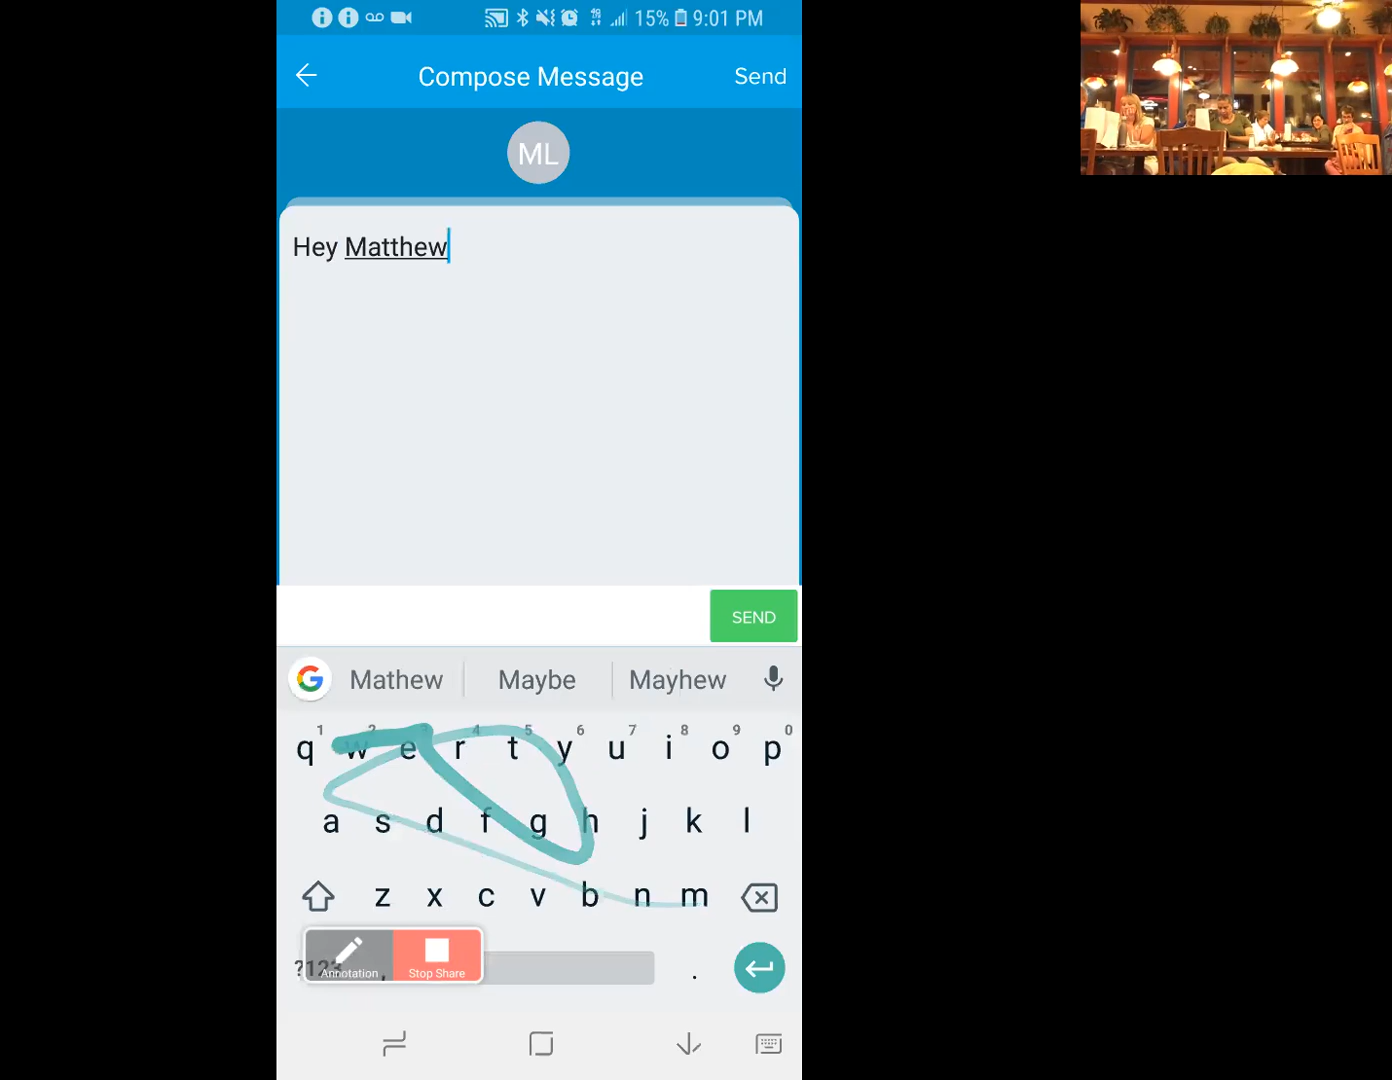 15% 9:01 PM
Compose Message Send
ML
Hey Matthew
SEND
G Mathew Maybe Mayhew
1 2 3 4 5 6 7 8 9 0
q w e r t y u i o p
a s d f g h j k l
z x c v b n m
?123 , .
Annotation Stop Share